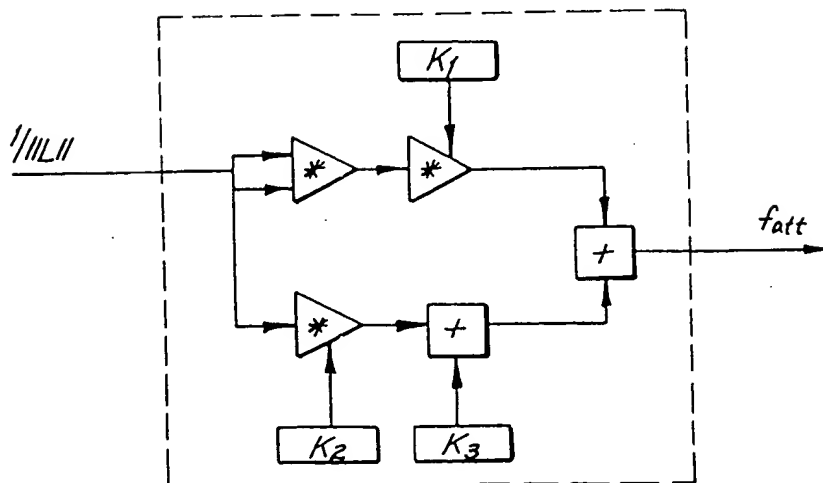 K1
1/||L||
*
*
fatt
+
*
+
K2
K3